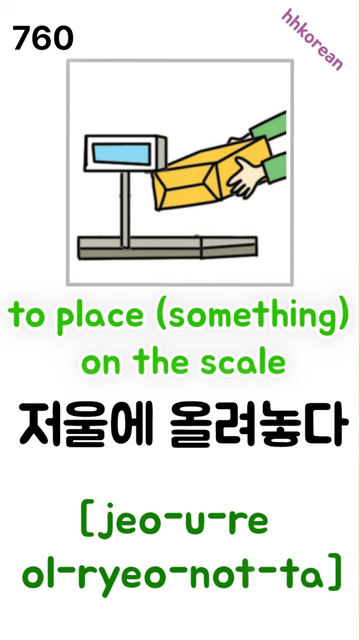 760
hhkorean
to place (something)
on the scale
저울에 올려놓다
[jeo-u-re
ol-ryeo-not-ta]